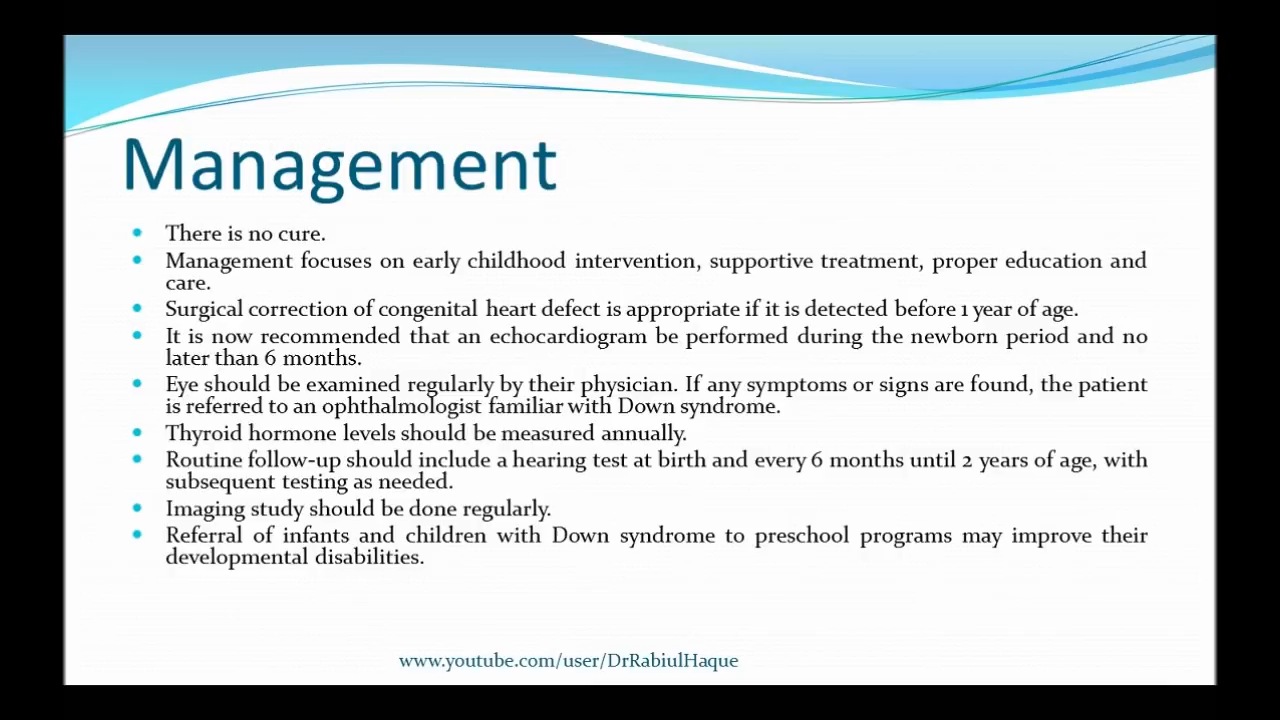 Management
• There is no cure.
• Management focuses on early childhood intervention, supportive treatment, proper education and
care.
• Surgical correction of congenital heart defect is appropriate if it is detected before 1 year of age.
• It is now recommended that an echocardiogram be performed during the newborn period and no
later than 6 months.
• Eye should be examined regularly by their physician. If any symptoms or signs are found, the patient
is referred to an ophthalmologist familiar with Down syndrome.
• Thyroid hormone levels should be measured annually.
• Routine follow-up should include a hearing test at birth and every 6 months until 2 years of age, with
subsequent testing as needed.
• Imaging study should be done regularly.
• Referral of infants and children with Down syndrome to preschool programs may improve their
developmental disabilities.
www.youtube.com/user/DrRabiulHaque